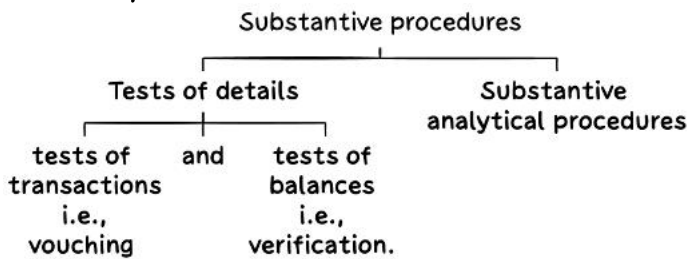 Substantive procedures
Tests of details
Substantive
analytical procedures
tests of
transactions
i.e.,
vouching
and
tests of
balances
i.e.,
verification.